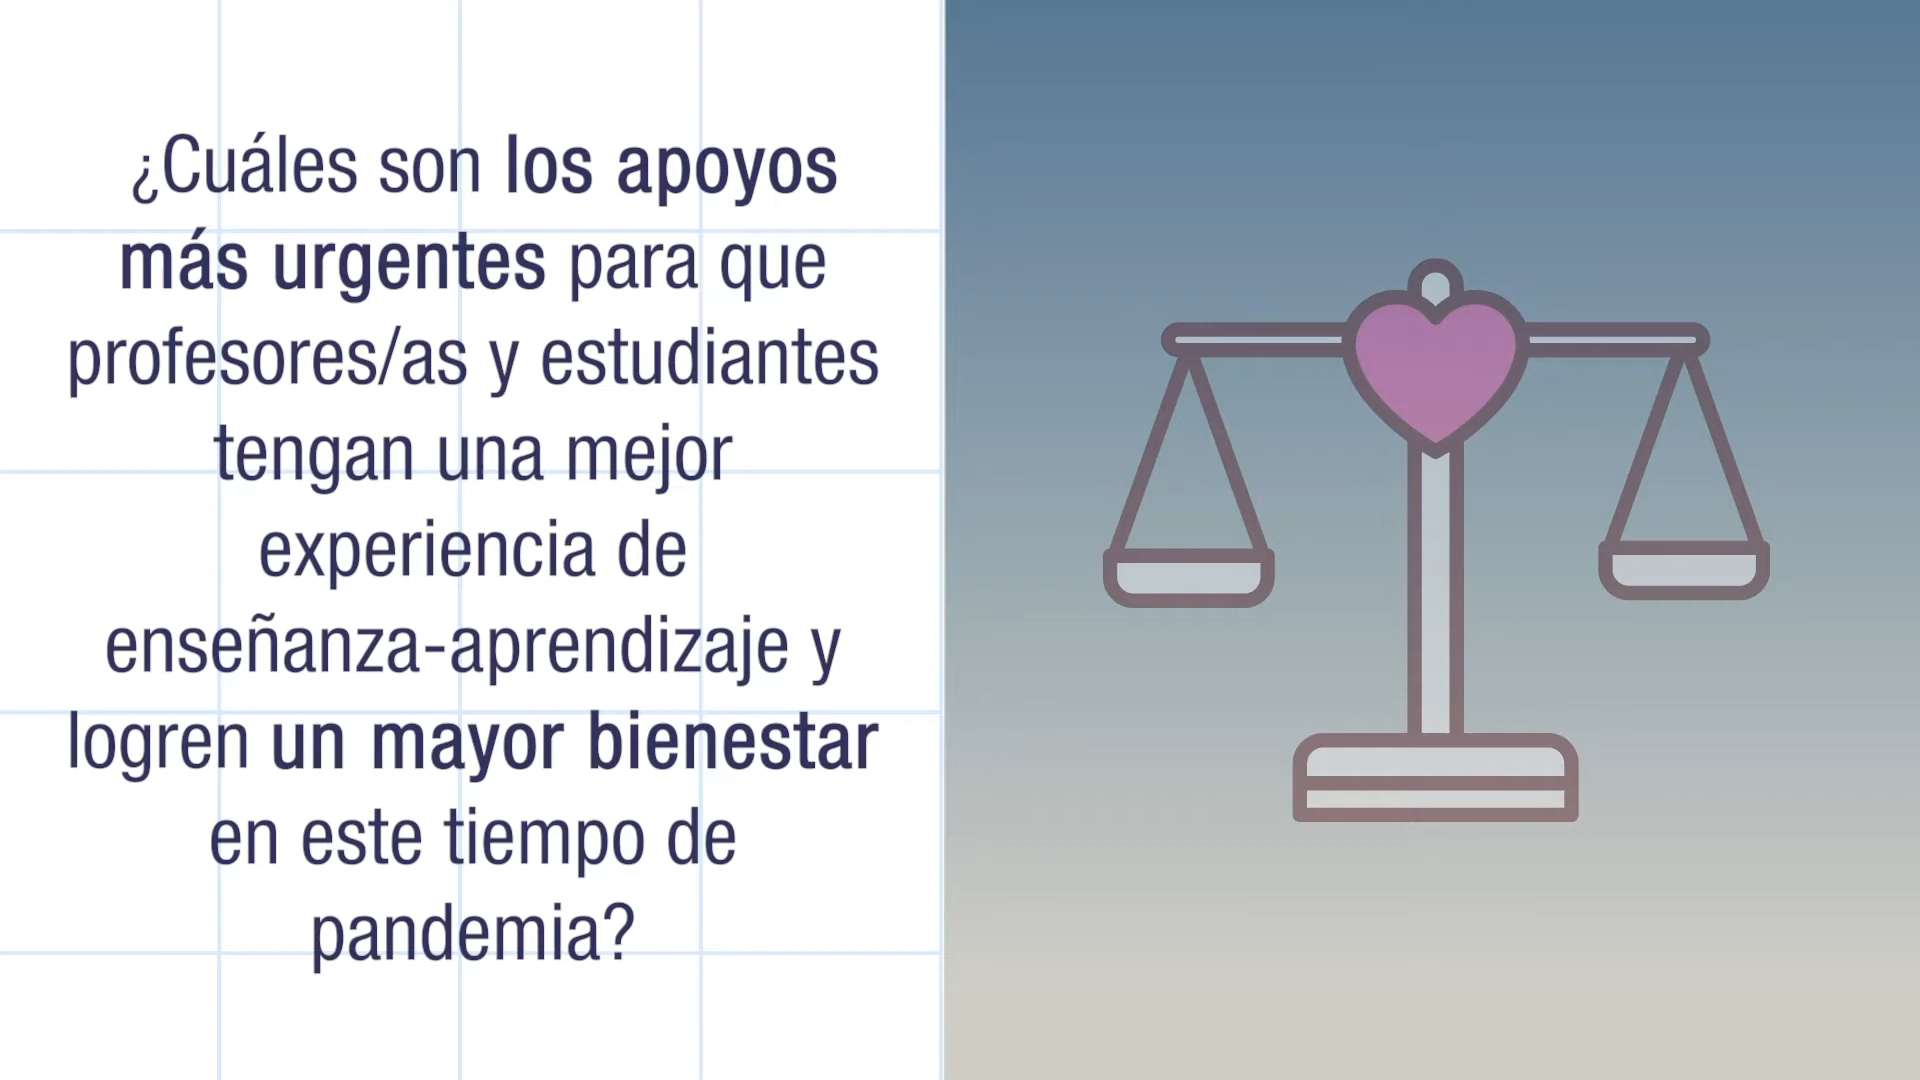 ¿Cuáles son los apoyos
más urgentes para que
profesores/as y estudiantes
tengan una mejor
experiencia de
enseñanza-aprendizaje y
logren un mayor bienestar
en este tiempo de
pandemia?